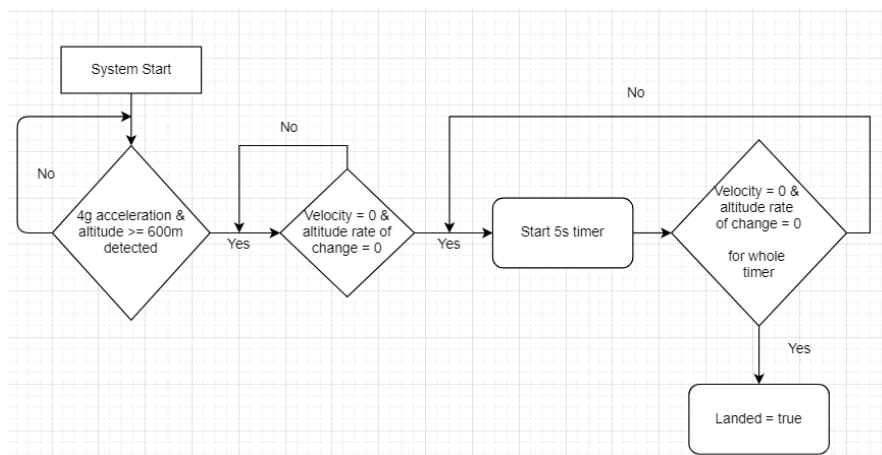 System Start
No
4g acceleration &
altitude >= 600m
detected
No
Yes
Velocity = 0 &
altitude rate of
change = 0
Yes
No
Start 5s timer
Velocity = 0 &
altitude rate
of change = 0
for whole
timer
Yes
Landed = true